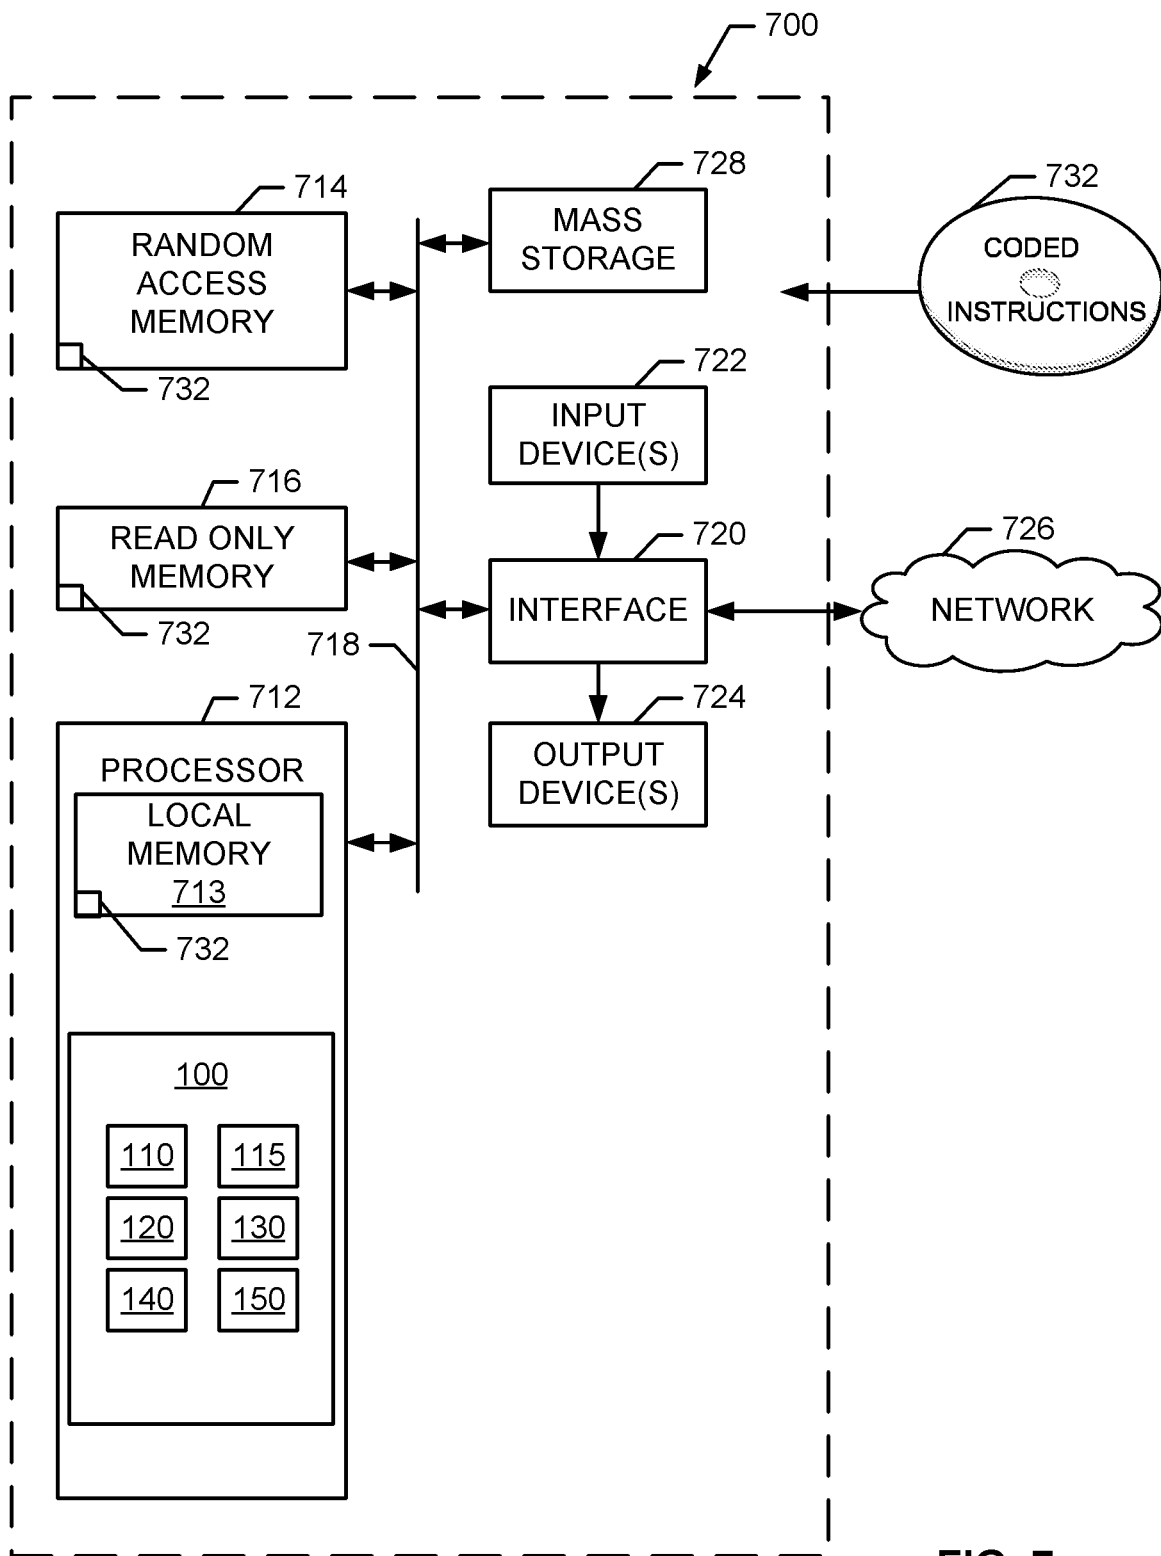 700
714
728
732
RANDOM
ACCESS
MEMORY
MASS
STORAGE
CODED
INSTRUCTIONS
732
722
INPUT
DEVICE(S)
716
READ ONLY
MEMORY
732
720
INTERFACE
726
NETWORK
718
712
724
OUTPUT
DEVICE(S)
PROCESSOR
LOCAL
MEMORY
713
732
100
110
115
120
130
140
150